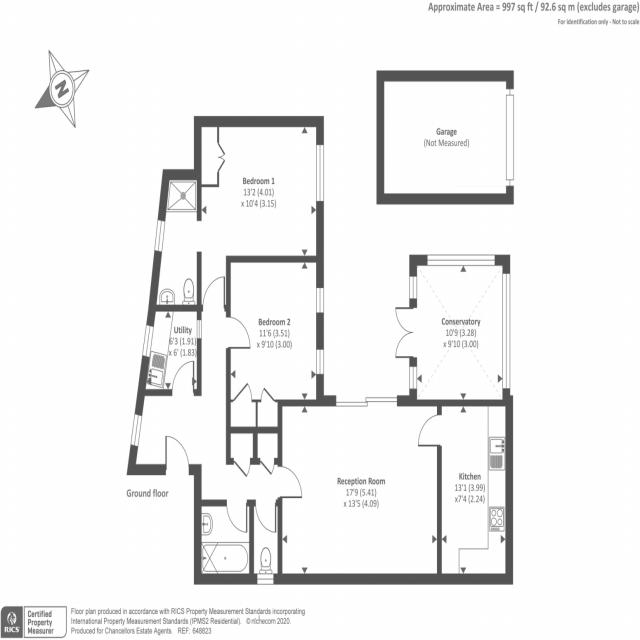 Approximate Area = 997 sq ft / 92.6 sq m (excludes garage)
For identification only - Not to scale
N
Garage
(Not Measured)
Bedroom 1
13'2 (4.01)
x 10'4 (3.15)
Bedroom 2
11'6 (3.51)
x 9'10 (3.00)
Conservatory
10'9 (3.28)
x 9'10 (3.00)
Utility
6'3 (1.91)
x 6' (1.83)
Ground floor
Reception Room
17'9 (5.41)
x 13'5 (4.09)
Kitchen
13'1 (3.99)
x7'4 (2.24)
RICS
Certified
Property
Measurer
Floor plan produced in accordance with RICS Property Measurement Standards incorporating
International Property Measurement Standards (IPMS2 Residential). © nichecom 2020.
Produced for Chancellors Estate Agents. REF: 648823